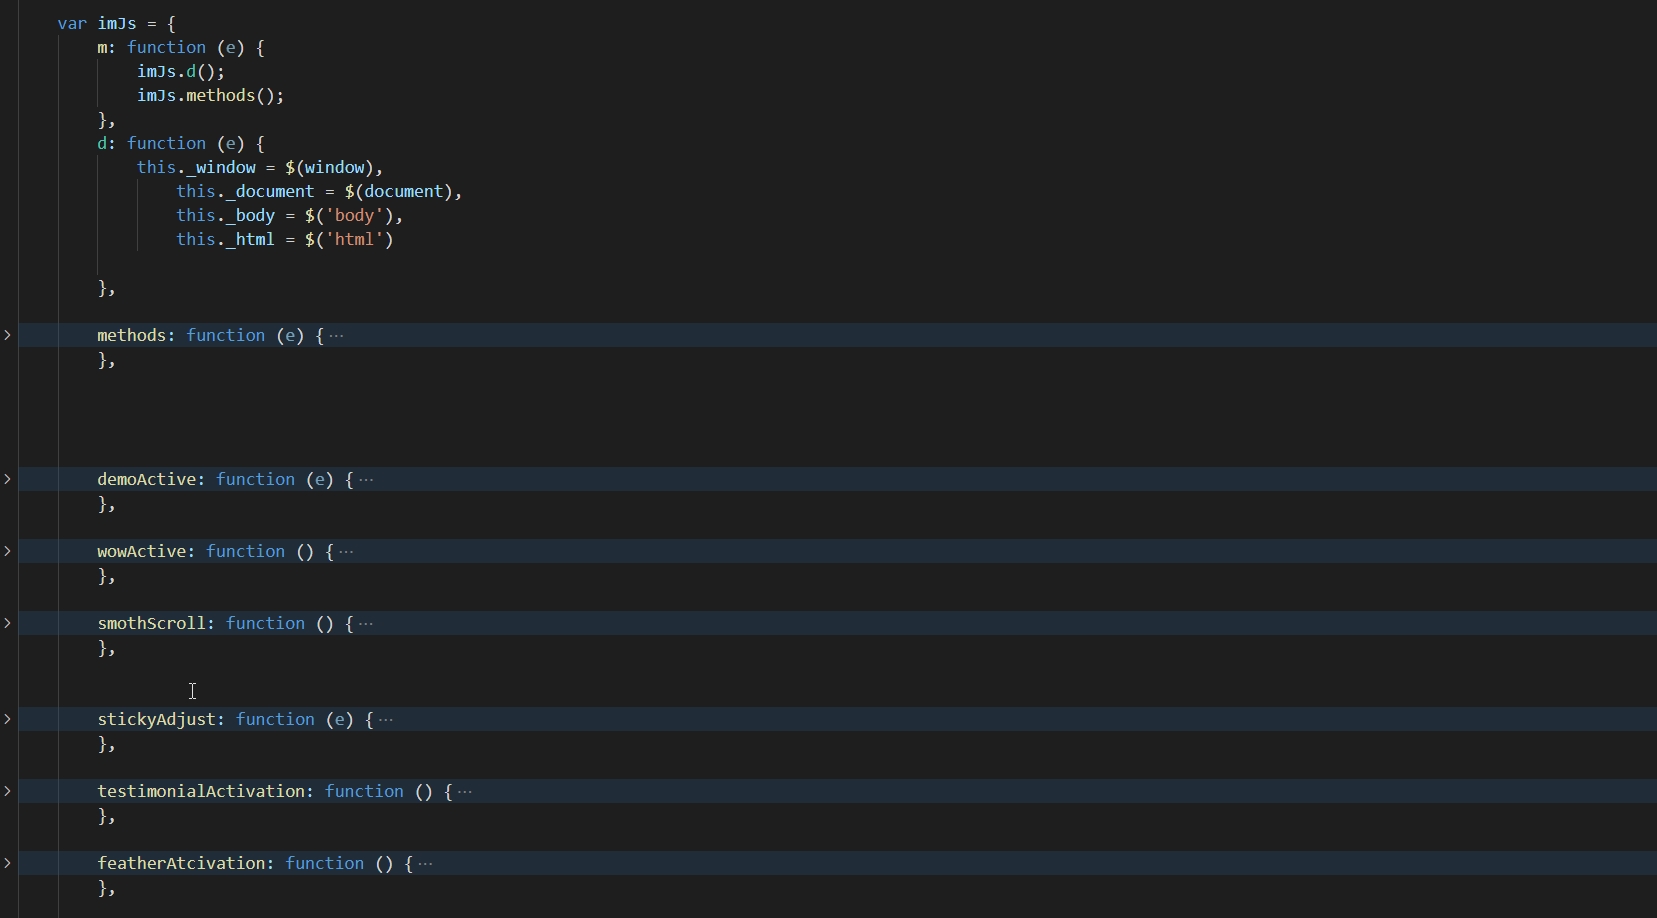 var imJs = {
m: function (e) {
imJs.d();
imJs.methods();
},
d: function (e) {
this._window = $(window),
this._document = $(document),
this._body = $('body'),
this._html = $('html')
},
methods: function (e) {…
},
demoActive: function (e) {…
},
wowActive: function () {…
},
smothScroll: function () {…
},
stickyAdjust: function (e) {…
},
testimonialActivation: function () {…
},
featherAtcivation: function () {…
},